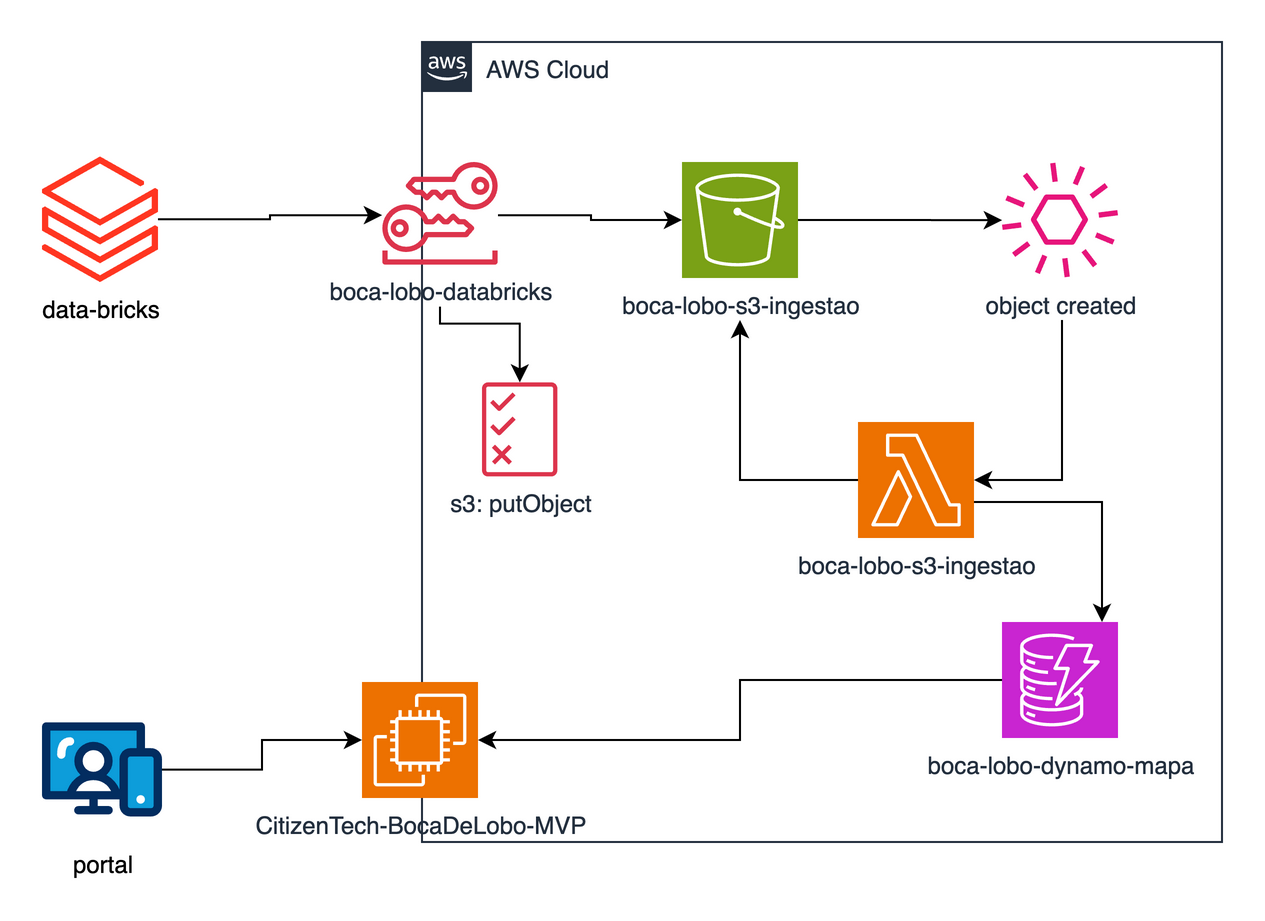 aws
AWS Cloud
data-bricks
boca-lobo-databricks
boca-lobo-s3-ingestao
object created
s3: putObject
boca-lobo-s3-ingestao
boca-lobo-dynamo-mapa
CitizenTech-BocaDeLobo-MVP
portal